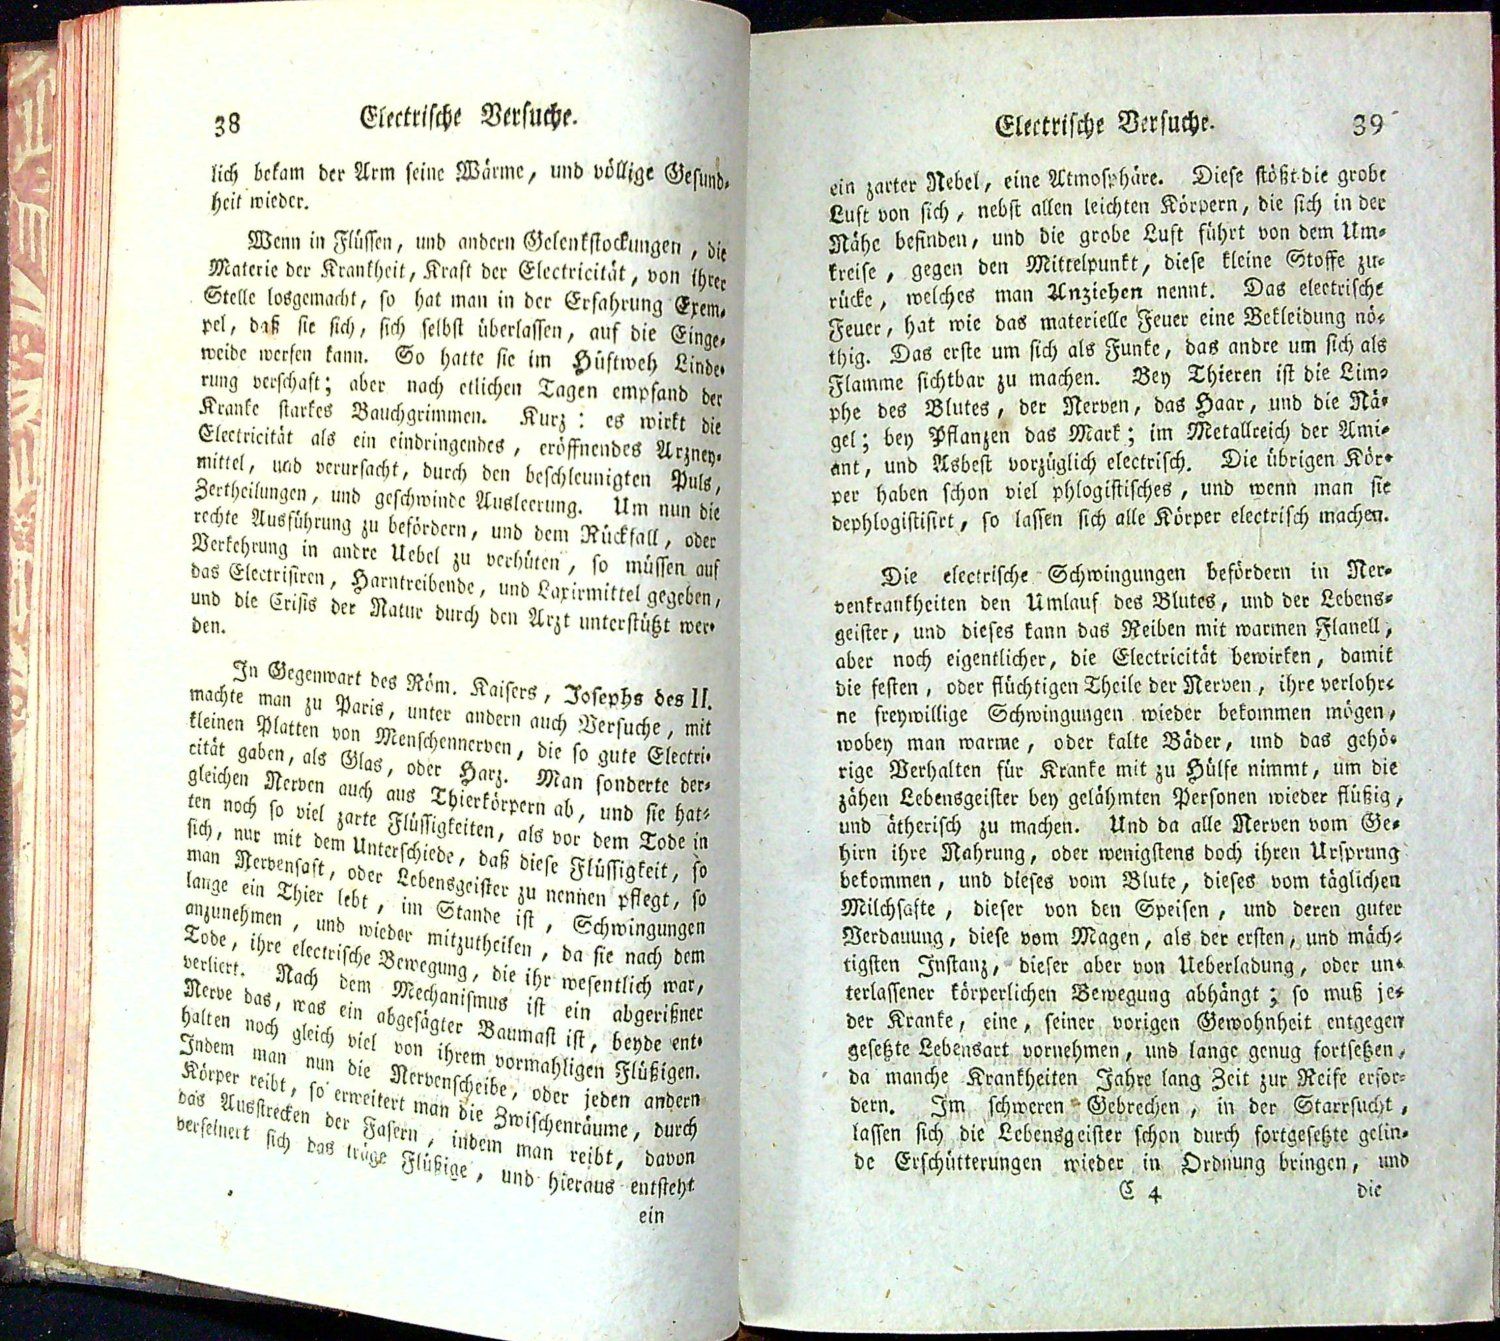 38 Electrische Versuche.
lich bekam der Arm seine Wärme, und völlige Gesund-
heit wieder.
Wenn in Flüssen, und andern Gelenkstockungen, die
Materie der Krankheit, Kraft der Electricität, von ihrer
Stelle losgemacht, so hat man in der Erfahrung Exem-
pel, daß sie sich, sich selbst überlassen, auf die Einge-
weide werfen kann. So hatte sie im Hüftweh Linde-
rung verschaft; aber nach etlichen Tagen empfand der
Kranke starkes Bauchgrimmen. Kurz: es wirkt die
Electricität als ein eindringendes, eröffnendes Arzney-
mittel, und verursacht, durch den beschleunigten Puls,
Zertheilungen, und geschwinde Ausleerung. Um nun die
rechte Ausführung zu befördern, und dem Rückfall, oder
Verkehrung in andre Uebel zu verhüten, so müssen auf
das Electrisiren, Harntreibende, und Laxirmittel gegeben,
und die Crisis der Natur durch den Arzt unterstützt wer-
den.
In Gegenwart des Röm. Kaisers, Josephs des II.
machte man zu Paris, unter andern auch Versuche, mit
kleinen Platten von Menschennerven, die so gute Electri-
cität gaben, als Glas, oder Harz. Man sonderte der-
gleichen Nerven auch aus Thierkörpern ab, und sie hat-
ten noch so viel zarte Flüssigkeiten, als vor dem Tode in
sich, nur mit dem Unterschiede, daß diese Flüssigkeit, so
man Nervensaft, oder Lebensgeister zu nennen pflegt, so
lange ein Thier lebt, im Stande ist, Schwingungen
anzunehmen, und wieder mitzutheilen, da sie nach dem
Tode, ihre electrische Bewegung, die ihr wesentlich war,
verliert. Nach dem Mechanismus ist ein abgerißner
Nerve das, was ein abgesägter Baumast ist, beyde ent-
halten noch gleich viel von ihrem vormahligen Flüßigen.
Indem man nun die Nervenscheibe, oder jeden andern
Körper reibt, so erweitert man die Zwischenräume, durch
das Ausstrecken der Fasern, indem man reibt, davon
verfeinert sich das träge Flüßige, und hieraus entsteht
ein
Electrische Versuche. 39
ein zarter Nebel, eine Atmosphäre. Diese stößt die grobe
Luft von sich, nebst allen leichten Körpern, die sich in der
Nähe befinden, und die grobe Luft führt von dem Um-
kreise, gegen den Mittelpunkt, diese kleine Stoffe zu-
rücke, welches man Anziehen nennt. Das electrische
Feuer, hat wie das materielle Feuer eine Bekleidung nö-
thig. Das erste um sich als Funke, das andre um sich als
Flamme sichtbar zu machen. Bey Thieren ist die Lim-
phe des Blutes, der Nerven, das Haar, und die Nä-
gel; bey Pflanzen das Mark; im Metallreich der Ami-
ant, und Asbest vorzüglich electrisch. Die übrigen Kör-
per haben schon viel phlogistisches, und wenn man sie
dephlogistisirt, so lassen sich alle Körper electrisch machen.
Die electrische Schwingungen befördern in Ner-
venkrankheiten den Umlauf des Blutes, und der Lebens-
geister, und dieses kann das Reiben mit warmen Flanell,
aber noch eigentlicher, die Electricität bewirken, damit
die festen, oder flüchtigen Theile der Nerven, ihre verlohr-
ne freywillige Schwingungen wieder bekommen mögen,
wobey man warme, oder kalte Bäder, und das gehö-
rige Verhalten für Kranke mit zu Hülfe nimmt, um die
zähen Lebensgeister bey gelähmten Personen wieder flüßig,
und ätherisch zu machen. Und da alle Nerven vom Ge-
hirn ihre Nahrung, oder wenigstens doch ihren Ursprung
bekommen, und dieses vom Blute, dieses vom täglichen
Milchsafte, dieser von den Speisen, und deren guter
Verdauung, diese vom Magen, als der ersten, und mäch-
tigsten Instanz, dieser aber von Ueberladung, oder un-
terlassener körperlichen Bewegung abhängt; so muß je-
der Kranke, eine, seiner vorigen Gewohnheit entgegen
gesetzte Lebensart vornehmen, und lange genug fortsetzen,
da manche Krankheiten Jahre lang Zeit zur Reife erfor-
dern. Im schweren Gebrechen, in der Starrsucht,
lassen sich die Lebensgeister schon durch fortgesetzte gelin-
de Erschütterungen wieder in Ordnung bringen, und
C 4 die